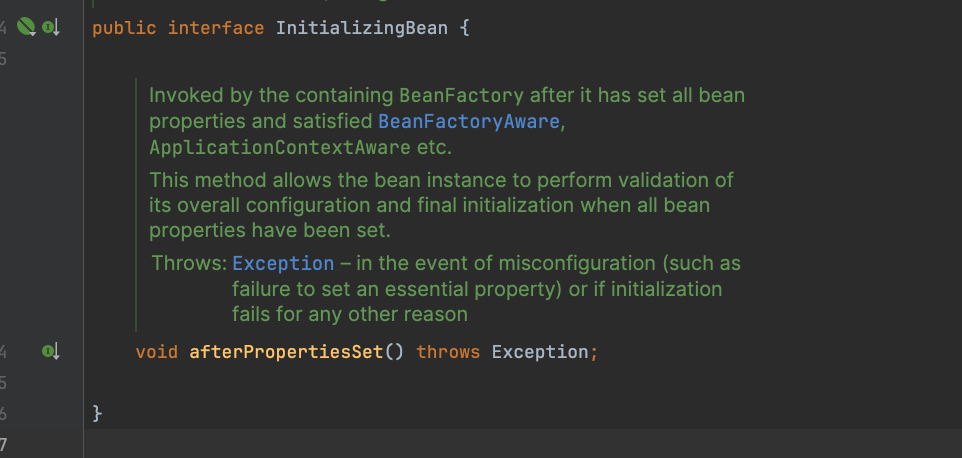 4
public interface InitializingBean {
5
Invoked by the containing BeanFactory after it has set all bean
properties and satisfied BeanFactoryAware,
ApplicationContextAware etc.
This method allows the bean instance to perform validation of
its overall configuration and final initialization when all bean
properties have been set.
Throws: Exception – in the event of misconfiguration (such as
failure to set an essential property) or if initialization
fails for any other reason
4
void afterPropertiesSet() throws Exception;
5
6
}
7